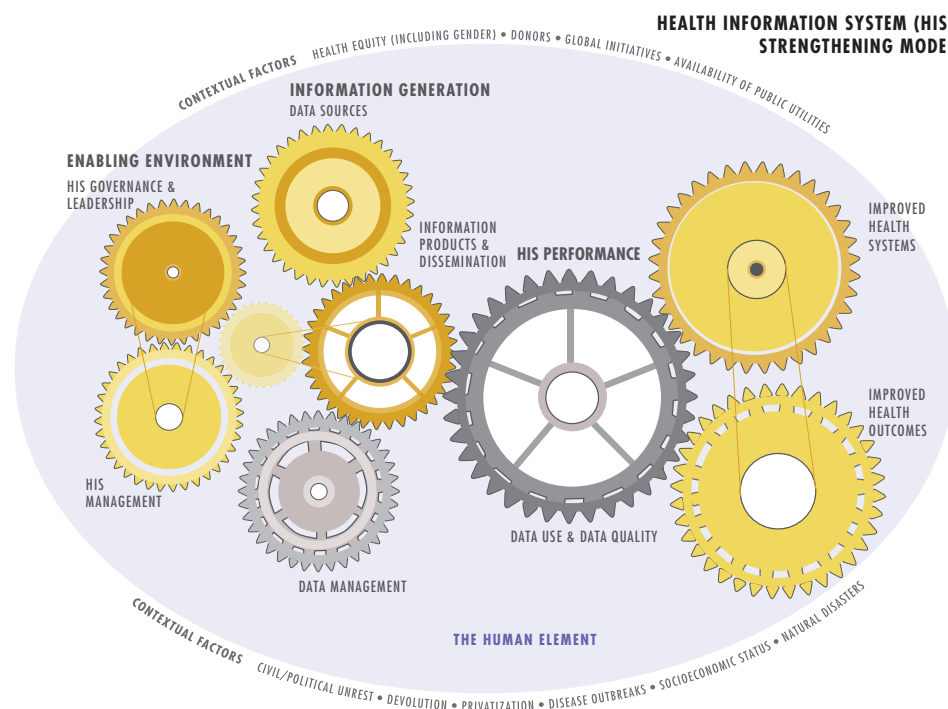 HEALTH INFORMATION SYSTEM (HIS
STRENGTHENING MODE
CONTEXTUAL FACTORS HEALTH EQUITY (INCLUDING GENDER) • DONORS • GLOBAL INITIATIVES • AVAILABILITY OF PUBLIC UTILITIES
INFORMATION GENERATION
DATA SOURCES
ENABLING ENVIRONMENT
HIS GOVERNANCE &
LEADERSHIP
INFORMATION
PRODUCTS &
DISSEMINATION
HIS PERFORMANCE
IMPROVED
HEALTH
SYSTEMS
IMPROVED
HEALTH
OUTCOMES
HIS
MANAGEMENT
DATA USE & DATA QUALITY
DATA MANAGEMENT
THE HUMAN ELEMENT
CONTEXTUAL FACTORS CIVIL/POLITICAL UNREST • DEVOLUTION • PRIVATIZATION • DISEASE OUTBREAKS • SOCIOECONOMIC STATUS • NATURAL DISASTERS